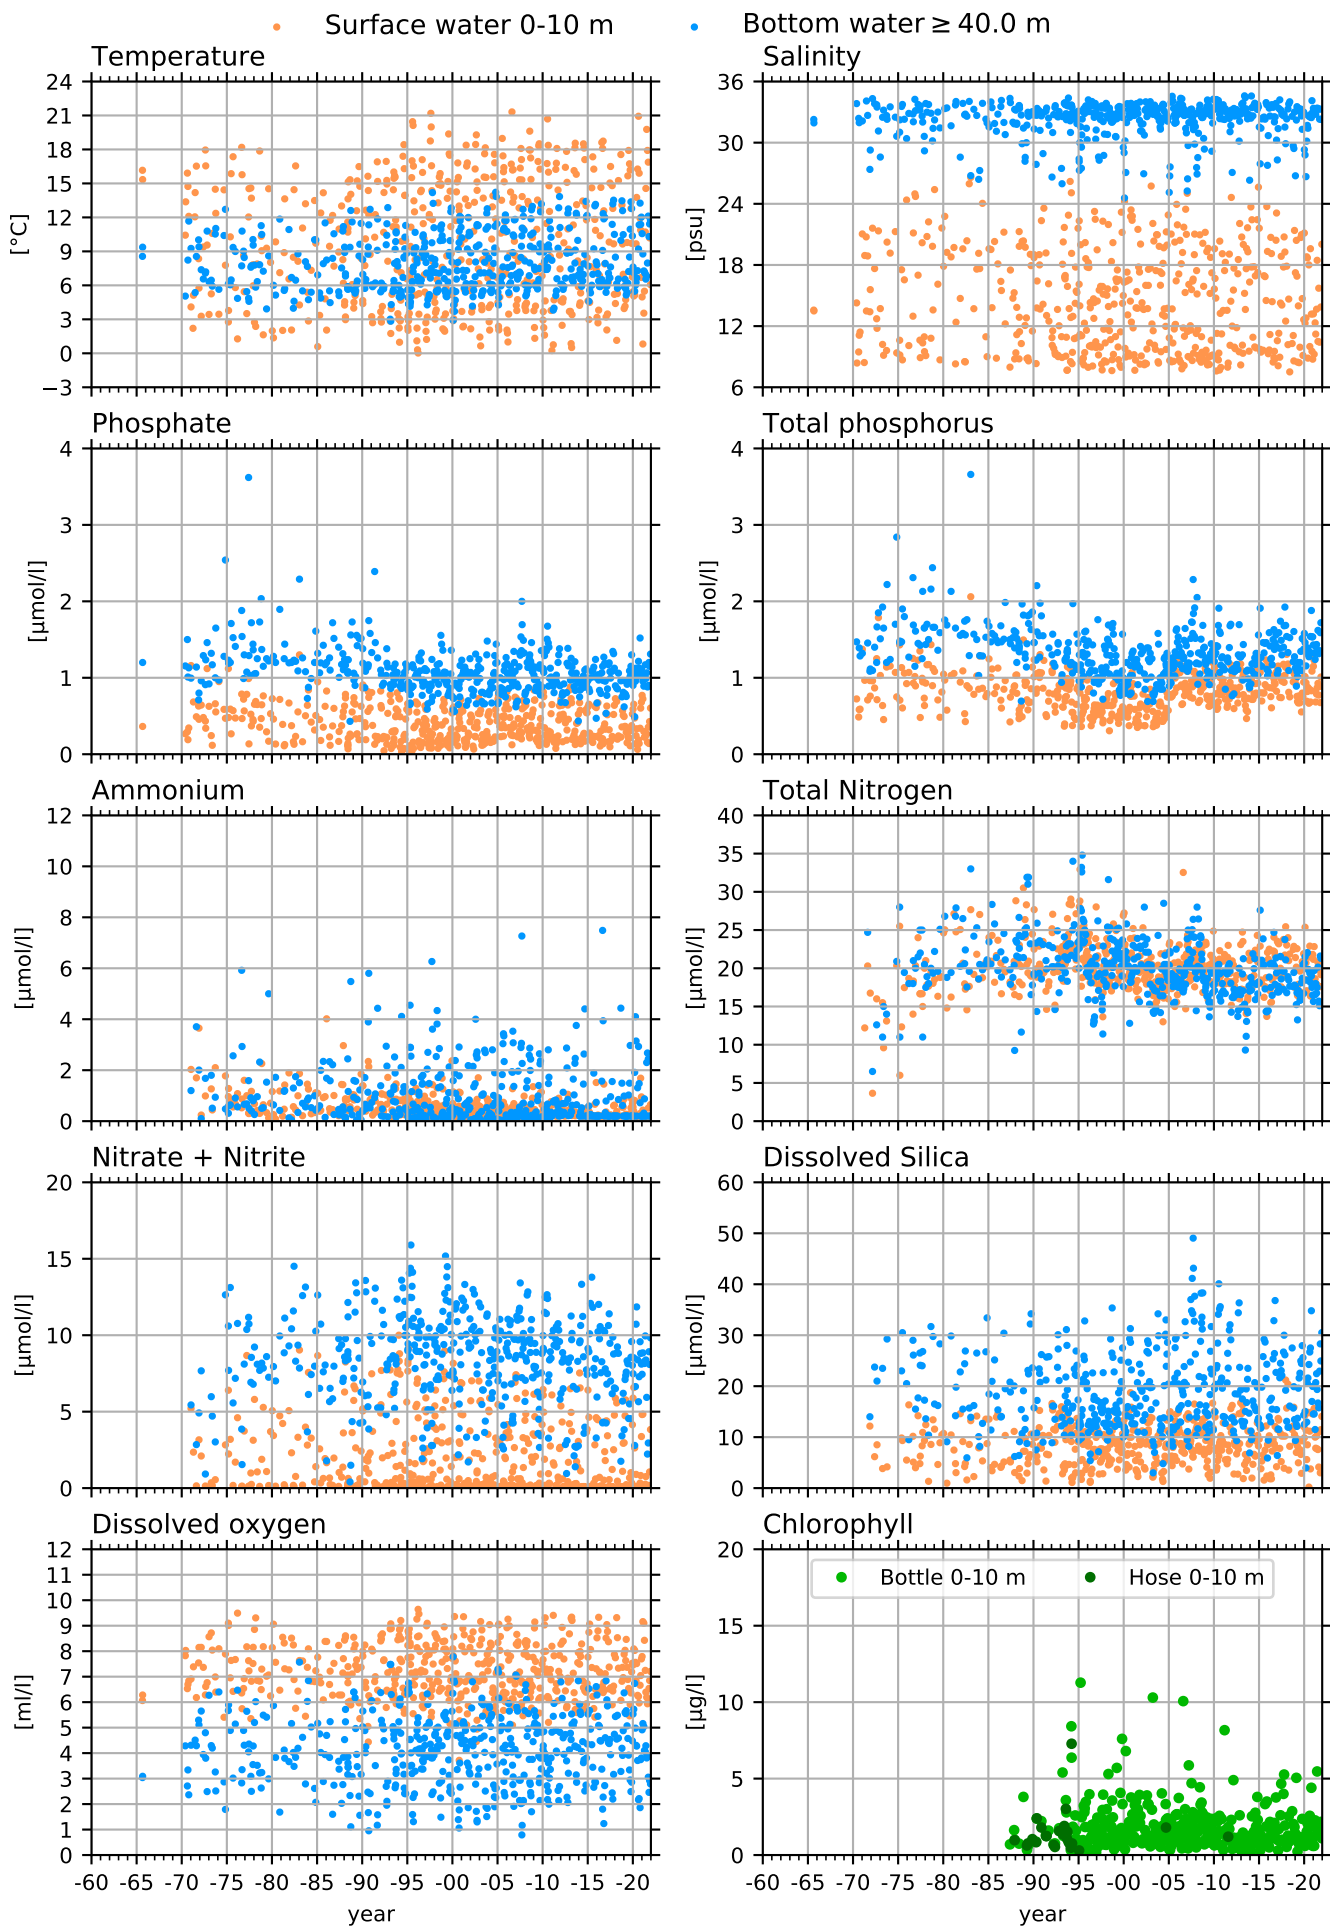 Surface water 0-10 m
Bottom water ≥ 40.0 m
Temperature
Salinity
24
21
18
15
12
9
6
3
0
−3
[°C]
36
30
24
18
12
6
[psu]
Phosphate
Total phosphorus
4
3
2
1
0
[µmol/l]
4
3
2
1
0
[µmol/l]
Ammonium
Total Nitrogen
12
10
8
6
4
2
0
[µmol/l]
40
35
30
25
20
15
10
5
0
[µmol/l]
Nitrate + Nitrite
Dissolved Silica
20
15
10
5
0
[µmol/l]
60
50
40
30
20
10
0
[µmol/l]
Dissolved oxygen
Chlorophyll
12
11
10
9
8
7
6
5
4
3
2
1
0
[ml/l]
20
15
10
5
0
[µg/l]
Bottle 0-10 m
Hose 0-10 m
-60 -65 -70 -75 -80 -85 -90 -95 -00 -05 -10 -15 -20
-60 -65 -70 -75 -80 -85 -90 -95 -00 -05 -10 -15 -20
year
year